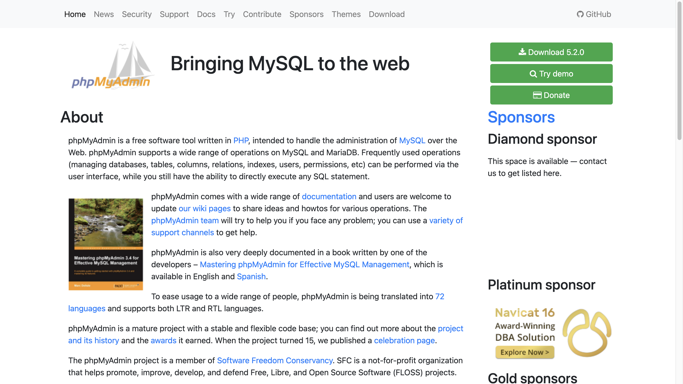 Home News Security Support Docs Try Contribute Sponsors Themes Download GitHub
phpMyAdmin
Bringing MySQL to the web
Download 5.2.0
Try demo
Donate
About
phpMyAdmin is a free software tool written in PHP, intended to handle the administration of MySQL over the
Web. phpMyAdmin supports a wide range of operations on MySQL and MariaDB. Frequently used operations
(managing databases, tables, columns, relations, indexes, users, permissions, etc) can be performed via the
user interface, while you still have the ability to directly execute any SQL statement.
Mastering phpMyAdmin 3.4 for
Effective MySQL Management
phpMyAdmin comes with a wide range of documentation and users are welcome to
update our wiki pages to share ideas and howtos for various operations. The
phpMyAdmin team will try to help you if you face any problem; you can use a variety of
support channels to get help.
phpMyAdmin is also very deeply documented in a book written by one of the
developers – Mastering phpMyAdmin for Effective MySQL Management, which is
available in English and Spanish.
To ease usage to a wide range of people, phpMyAdmin is being translated into 72
languages and supports both LTR and RTL languages.
phpMyAdmin is a mature project with a stable and flexible code base; you can find out more about the project
and its history and the awards it earned. When the project turned 15, we published a celebration page.
The phpMyAdmin project is a member of Software Freedom Conservancy. SFC is a not-for-profit organization
that helps promote, improve, develop, and defend Free, Libre, and Open Source Software (FLOSS) projects.
Sponsors
Diamond sponsor
This space is available — contact
us to get listed here.
Platinum sponsor
Navicat 16
Award-Winning
DBA Solution
Explore Now >
Gold sponsors